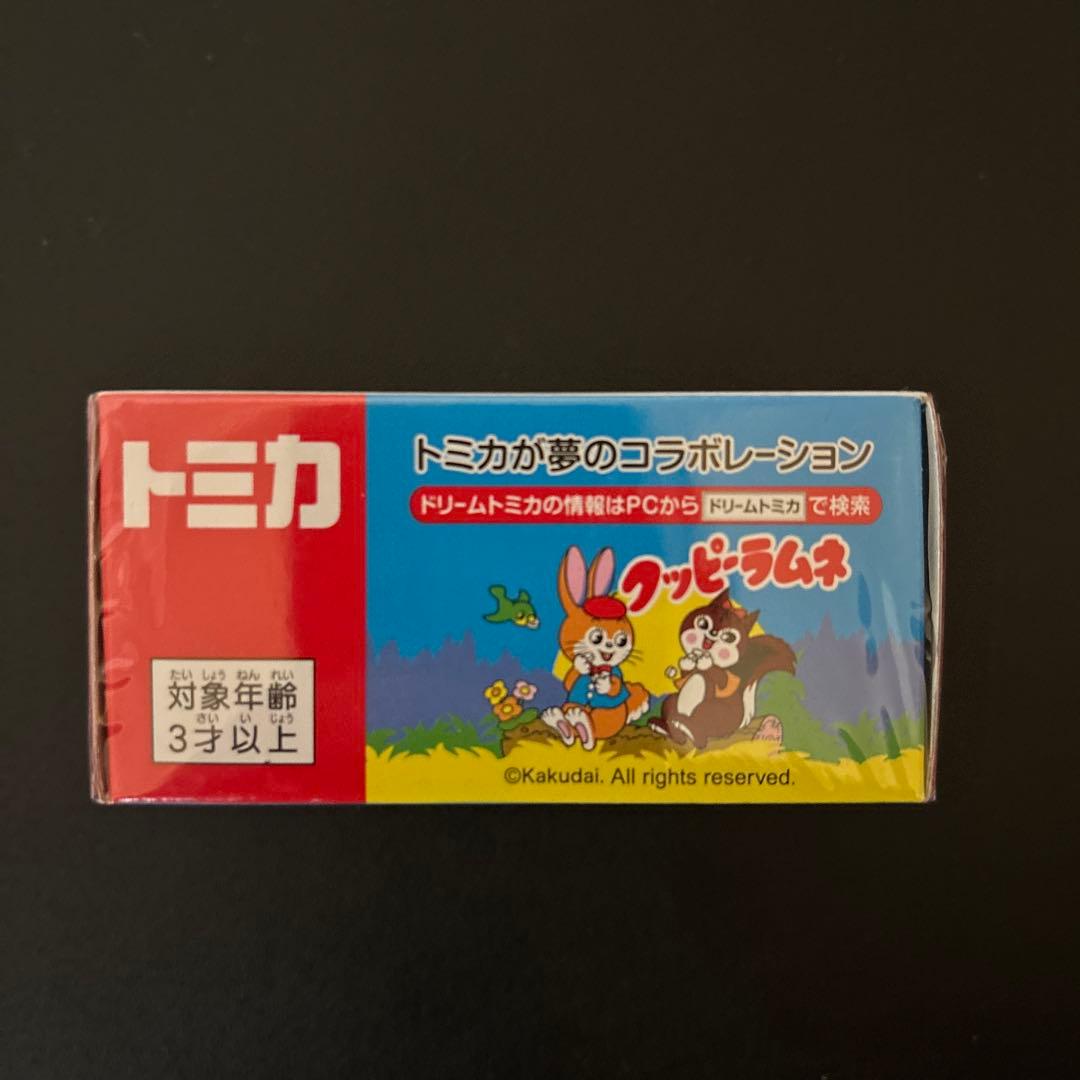 トミカ
たいしょうねんれい
対象年齢
さいいじょう
3才以上
トミカが夢のコラボレーション
ドリームトミカの情報はPCから ドリームトミカ で検索
クッピーラムネ
©Kakudai. All rights reserved.